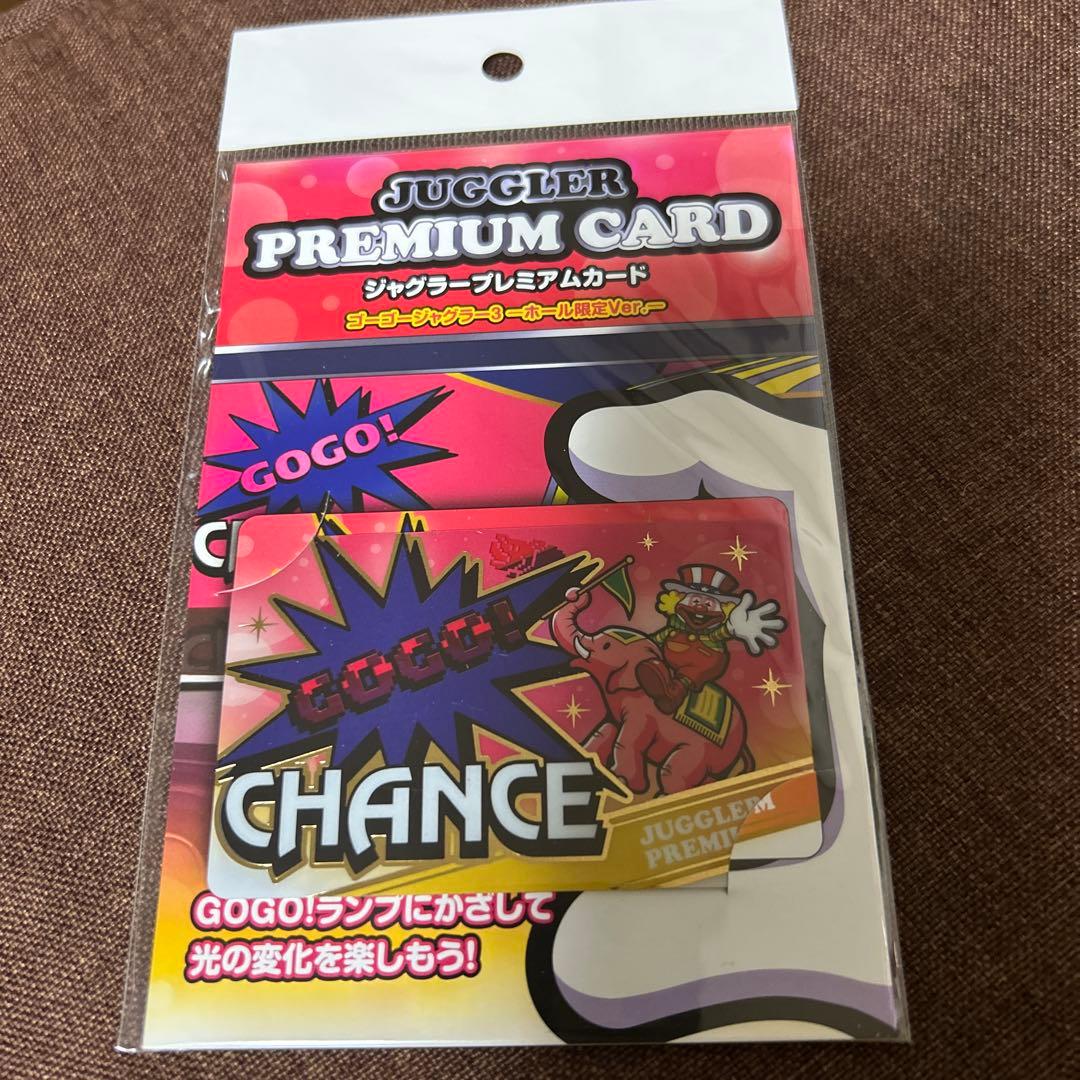 JUGGLER
PREMIUM CARD
ジャグラープレミアムカード
ゴーゴージャグラー3 ーホール限定Ver.ー
GOGO!
C
GOGO!
CHANCE
JUGGLER
PREMI
GOGO!ランプにかざして
光の変化を楽しもう!